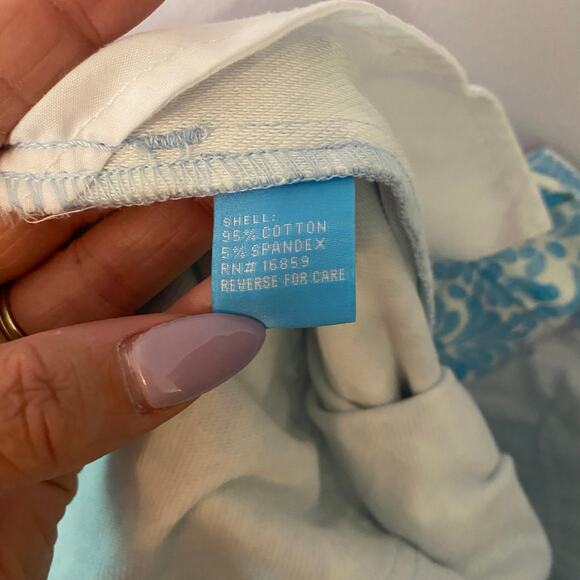 SHELL:
95% COTTON
5% SPANDEX
RN# 16859
REVERSE FOR CARE